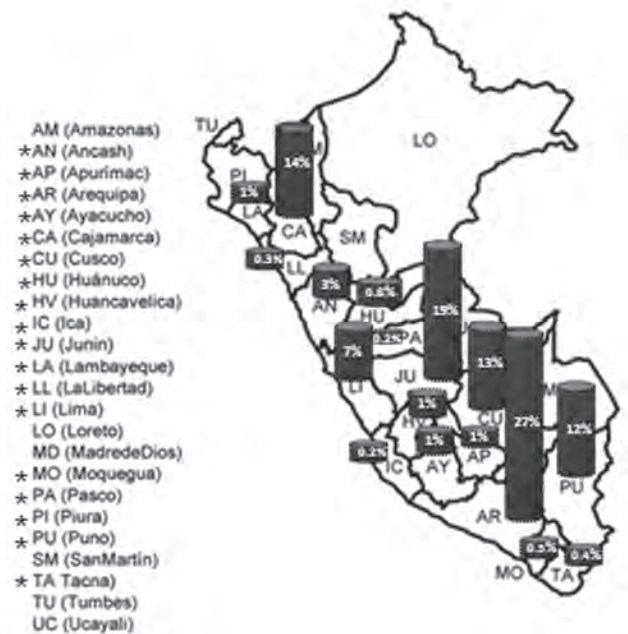 AM (Amazonas)
*AN (Ancash)
*AP (Apurímac)
*AR (Arequipa)
*AY (Ayacucho)
*CA (Cajamarca)
*CU (Cusco)
*HU (Huánuco)
*HV (Huancavelica)
*IC (Ica)
*JU (Junin)
*LA (Lambayeque)
*LL (LaLibertad)
*LI (Lima)
LO (Loreto)
MD (MadredeDios)
*MO (Moquegua)
*PA (Pasco)
*PI (Piura)
*PU (Puno)
SM (SanMartín)
*TA Tacna)
TU (Tumbes)
UC (Ucayali)
TU
LO
14%
PI
1%
LA
CA
SM
0.3%
LL
3%
AN
0.8%
HU
19%
PA
7%
LI
JU
13%
CU
27%
M
12%
PU
1%
HV
1%
AY
1%
AP
0.2%
IC
AR
MO
0.5%
TA
0.4%